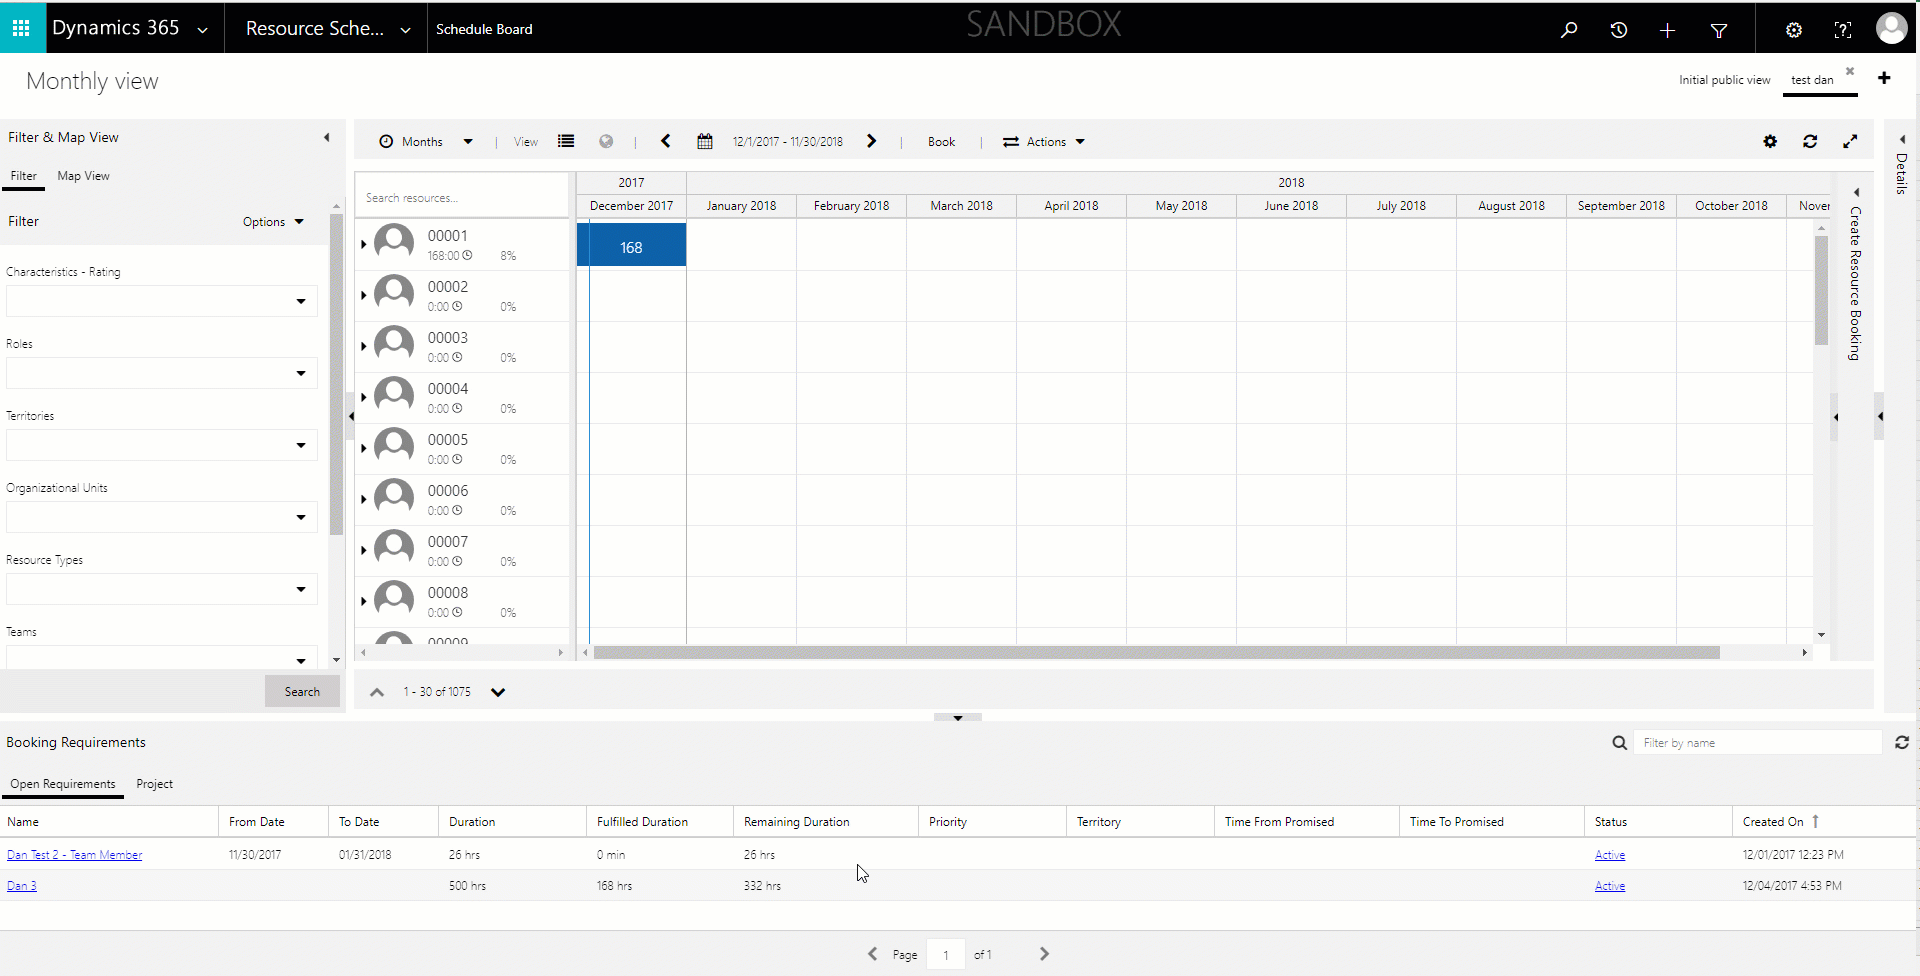 Dynamics 365
Resource Sche...
Schedule Board
SANDBOX
Monthly view
Initial public view
test dan
Filter & Map View
Filter
Map View
Filter
Options
Characteristics - Rating
Roles
Territories
Organizational Units
Resource Types
Teams
Search
Months
View
12/1/2017 - 11/30/2018
Book
Actions
Search resources...
2017
2018
December 2017
January 2018
February 2018
March 2018
April 2018
May 2018
June 2018
July 2018
August 2018
September 2018
October 2018
Nover
00001
168:00
8%
168
00002
0:00
0%
00003
0:00
0%
00004
0:00
0%
00005
0:00
0%
00006
0:00
0%
00007
0:00
0%
00008
0:00
0%
00009
1 - 30 of 1075
Create Resource Booking
Details
Booking Requirements
Filter by name
Open Requirements
Project
Name
From Date
To Date
Duration
Fulfilled Duration
Remaining Duration
Priority
Territory
Time From Promised
Time To Promised
Status
Created On
Dan Test 2 - Team Member
11/30/2017
01/31/2018
26 hrs
0 min
26 hrs
Active
12/01/2017 12:23 PM
Dan 3
500 hrs
168 hrs
332 hrs
Active
12/04/2017 4:53 PM
Page
1
of 1